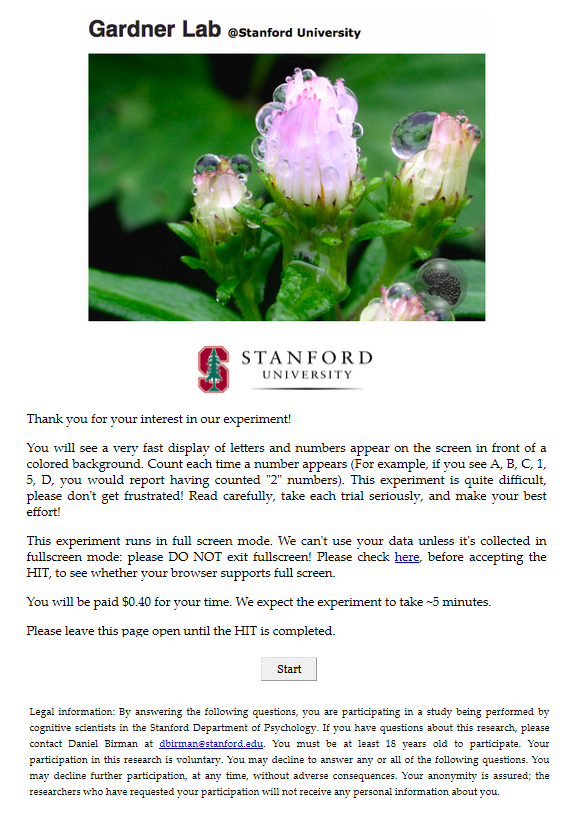 Gardner Lab @Stanford University
STANFORD
UNIVERSITY
Thank you for your interest in our experiment!
You will see a very fast display of letters and numbers appear on the screen in front of a
colored background. Count each time a number appears (For example, if you see A, B, C, 1,
5, D, you would report having counted "2" numbers). This experiment is quite difficult,
please don't get frustrated! Read carefully, take each trial seriously, and make your best
effort!
This experiment runs in full screen mode. We can't use your data unless it's collected in
fullscreen mode: please DO NOT exit fullscreen! Please check here, before accepting the
HIT, to see whether your browser supports full screen.
You will be paid $0.40 for your time. We expect the experiment to take ~5 minutes.
Please leave this page open until the HIT is completed.
Start
Legal information: By answering the following questions, you are participating in a study being performed by
cognitive scientists in the Stanford Department of Psychology. If you have questions about this research, please
contact Daniel Birman at dbirman@stanford.edu. You must be at least 18 years old to participate. Your
participation in this research is voluntary. You may decline to answer any or all of the following questions. You
may decline further participation, at any time, without adverse consequences. Your anonymity is assured; the
researchers who have requested your participation will not receive any personal information about you.